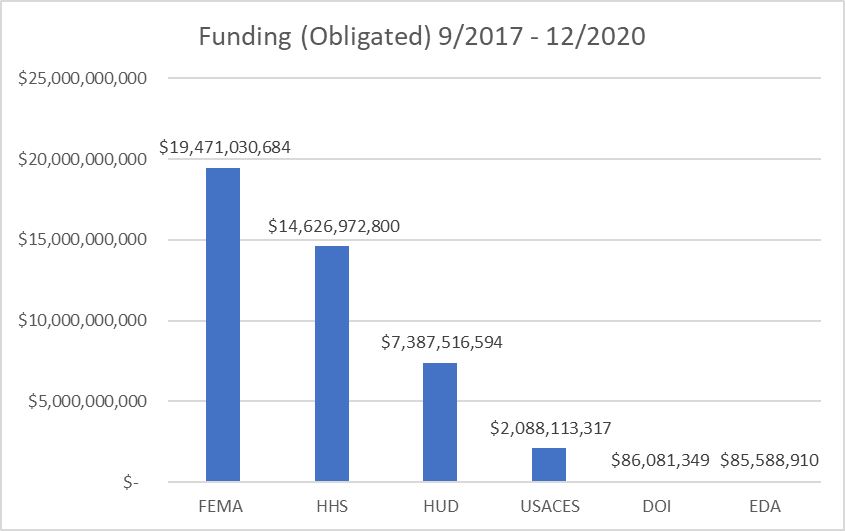 Funding (Obligated) 9/2017 - 12/2020
$25,000,000,000
$20,000,000,000
$15,000,000,000
$10,000,000,000
$5,000,000,000
$-
$19,471,030,684
$14,626,972,800
$7,387,516,594
$2,088,113,317
$86,081,349
$85,588,910
FEMA
HHS
HUD
USACES
DOI
EDA